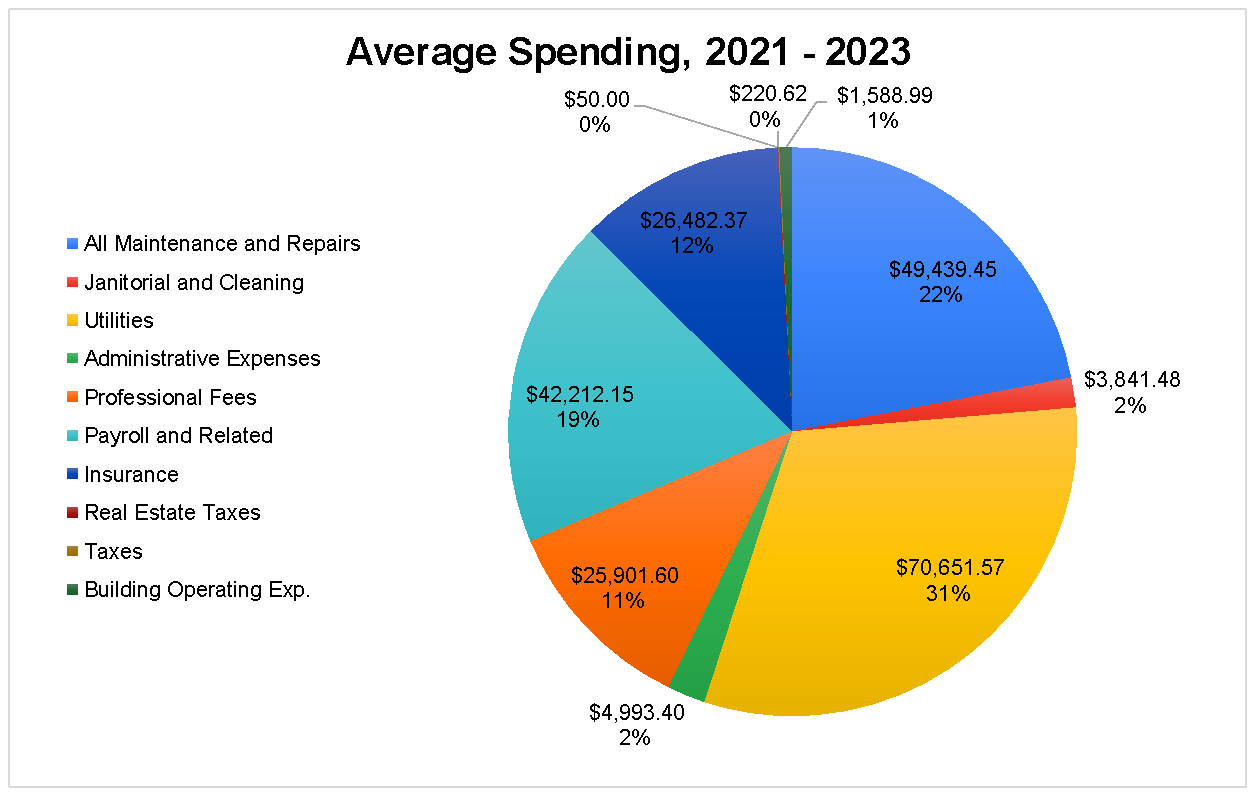 Average Spending, 2021 - 2023
$50.00
0%
$220.62
0%
$1,588.99
1%
$26,482.37
12%
$49,439.45
22%
$3,841.48
2%
$42,212.15
19%
$25,901.60
11%
$70,651.57
31%
$4,993.40
2%
All Maintenance and Repairs
Janitorial and Cleaning
Utilities
Administrative Expenses
Professional Fees
Payroll and Related
Insurance
Real Estate Taxes
Taxes
Building Operating Exp.